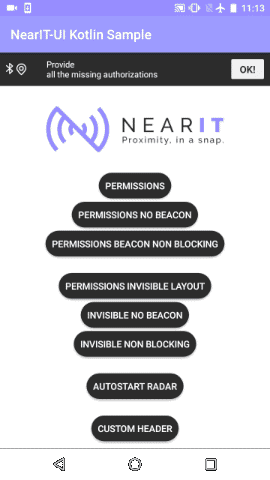 11:13
NearIT-UI Kotlin Sample
Provide
all the missing authorizations
OK!
NEARIT
Proximity, in a snap.
PERMISSIONS
PERMISSIONS NO BEACON
PERMISSIONS BEACON NON BLOCKING
PERMISSIONS INVISIBLE LAYOUT
INVISIBLE NO BEACON
INVISIBLE NON BLOCKING
AUTOSTART RADAR
CUSTOM HEADER